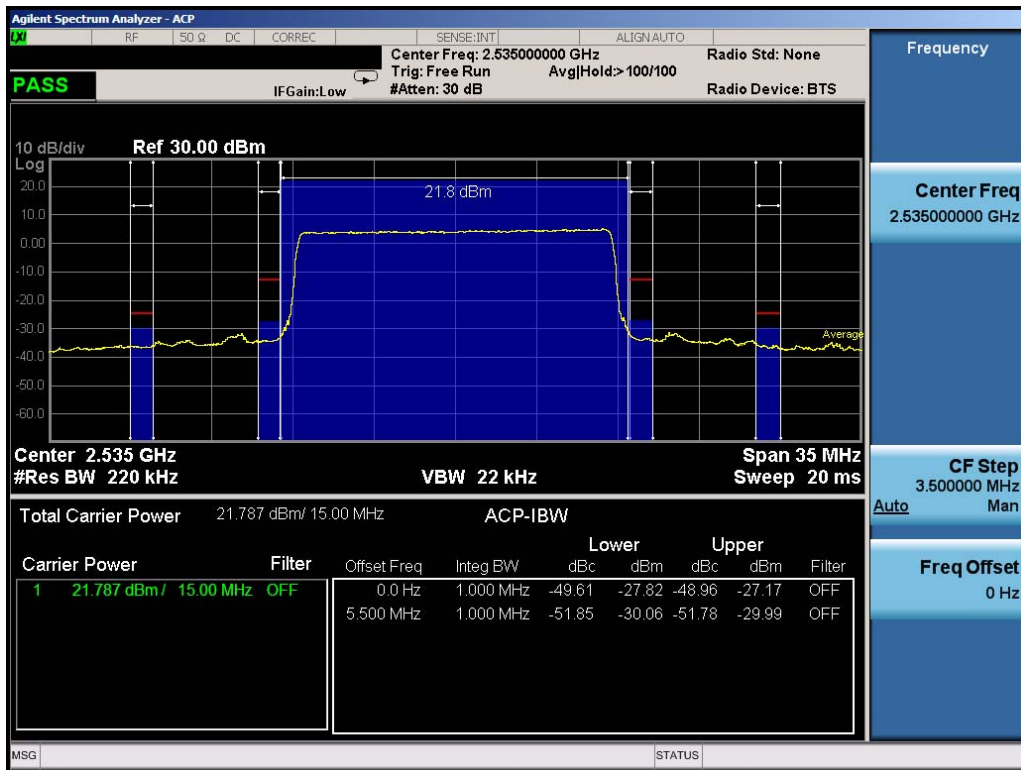 Agilent Spectrum Analyzer - ACP
LXI RF 50 Ω DC CORREC SENSE:INT ALIGN AUTO
Center Freq: 2.535000000 GHz Radio Std: None
Trig: Free Run Avg|Hold:>100/100
PASS IFGain:Low #Atten: 30 dB Radio Device: BTS
10 dB/div Ref 30.00 dBm
Log
20.0
10.0
0.00
-10.0
-20.0
-30.0
-40.0
-50.0
-60.0
21.8 dBm
Average
Center 2.535 GHz Span 35 MHz
#Res BW 220 kHz VBW 22 kHz Sweep 20 ms
Total Carrier Power 21.787 dBm/ 15.00 MHz ACP-IBW
Lower Upper
Carrier Power Filter Offset Freq Integ BW dBc dBm dBc dBm Filter
1 21.787 dBm / 15.00 MHz OFF 0.0 Hz 1.000 MHz -49.61 -27.82 -48.96 -27.17 OFF
5.500 MHz 1.000 MHz -51.85 -30.06 -51.78 -29.99 OFF
MSG STATUS
Frequency
Center Freq
2.535000000 GHz
CF Step
3.500000 MHz
Auto Man
Freq Offset
0 Hz